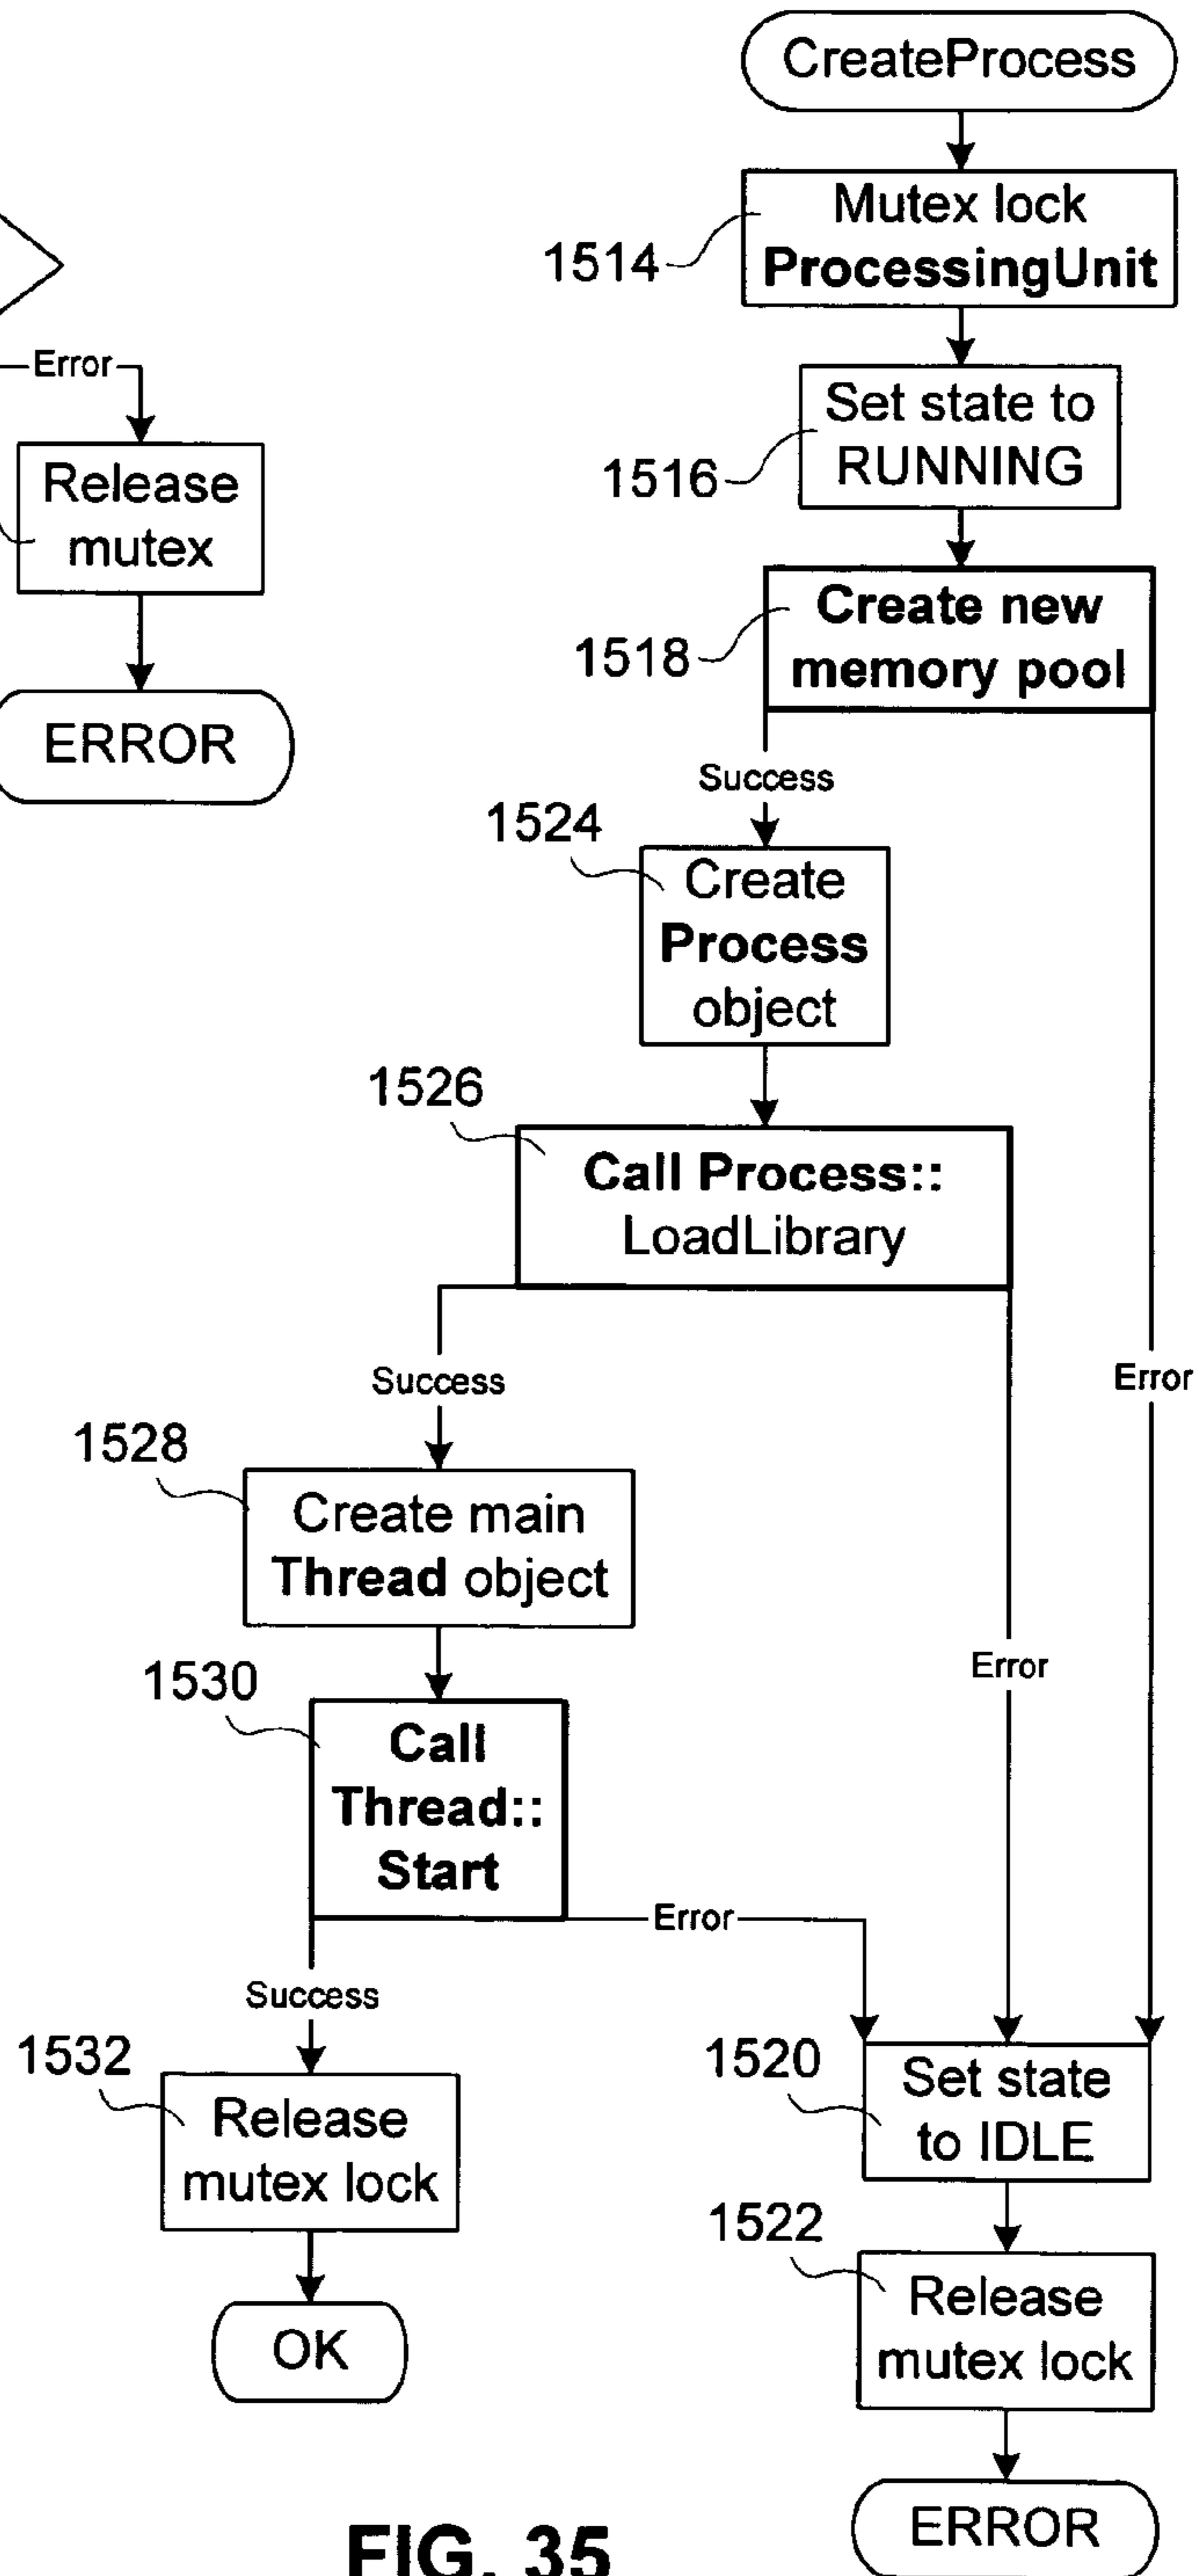 CreateProcess
Mutex lock
ProcessingUnit
1514
Error
Set state to
RUNNING
1516
Release
mutex
Create new
memory pool
1518
ERROR
Success
1524
Create
Process
object
1526
Call Process::
LoadLibrary
Error
Success
1528
Create main
Thread object
Error
1530
Call
Thread::
Start
Error
Success
1532
Release
mutex lock
1520
Set state
to IDLE
1522
Release
mutex lock
OK
ERROR
FIG. 35